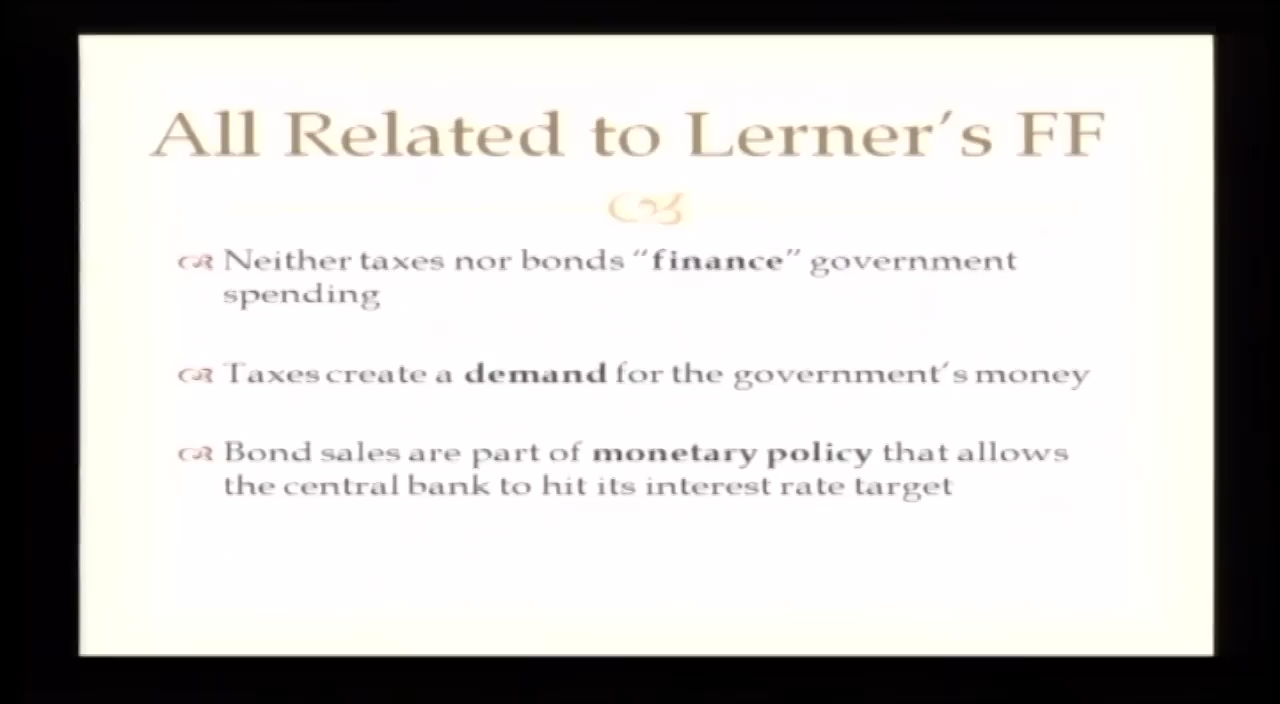 All Related to Lerner's FF
Neither taxes nor bonds “finance” government
spending
Taxes create a demand for the government's money
Bond sales are part of monetary policy that allows
the central bank to hit its interest rate target